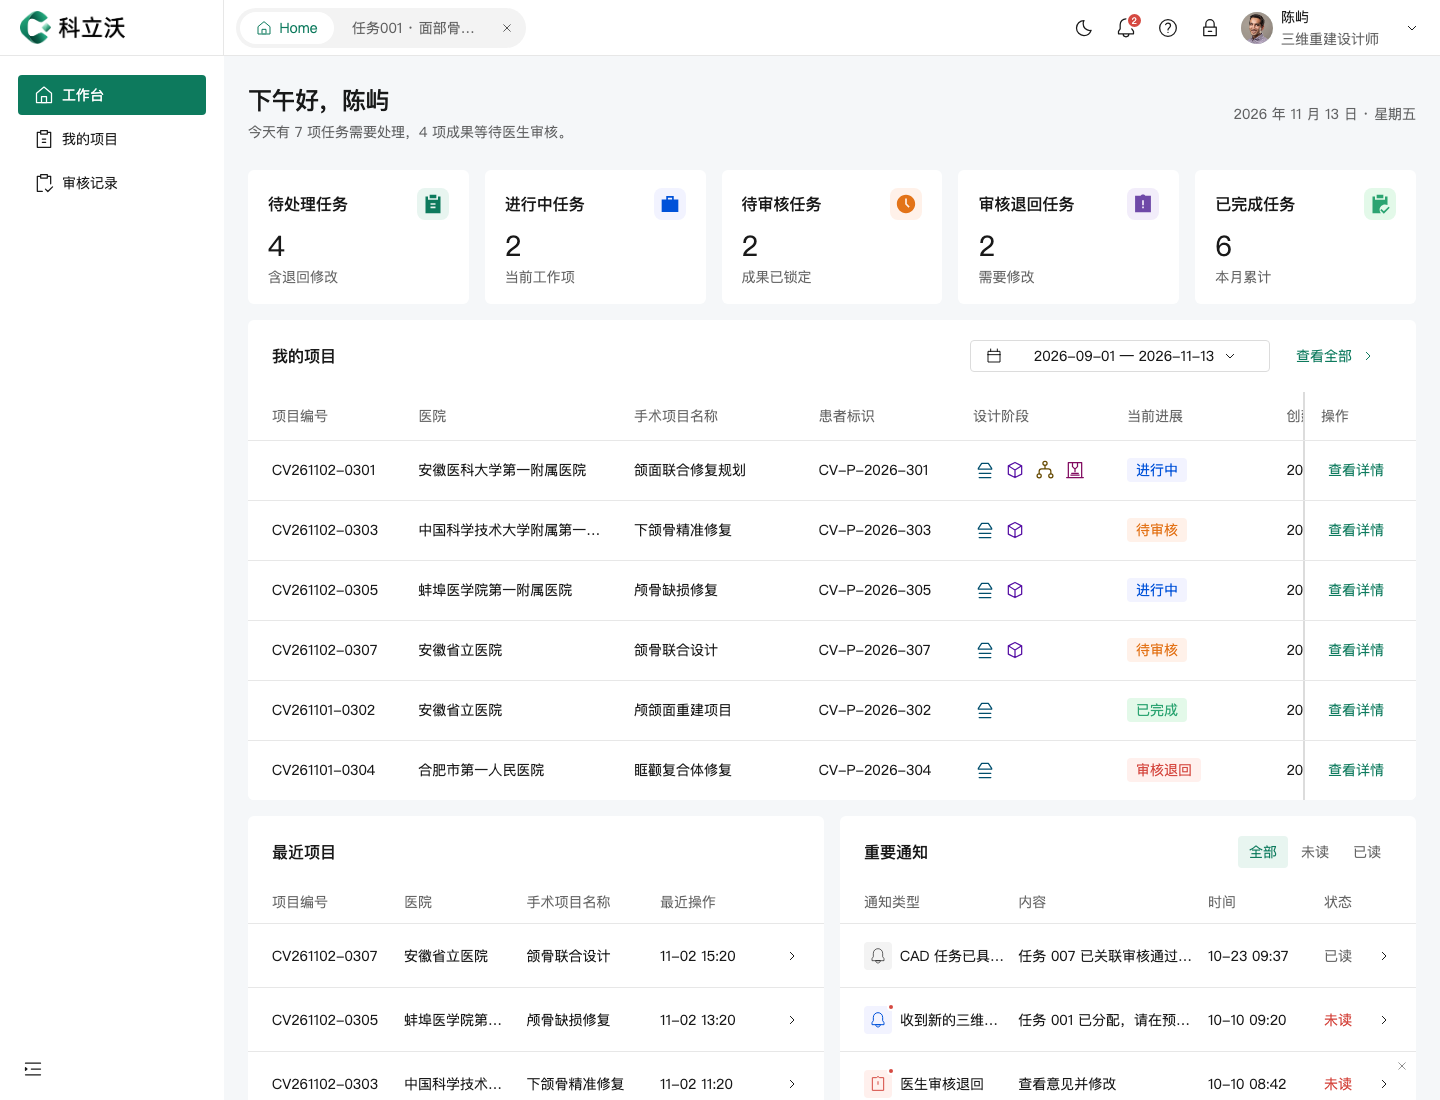 科立沃
Home
任务001 · 面部骨...
2
陈屿
三维重建设计师
工作台
我的项目
审核记录
下午好，陈屿
今天有 7 项任务需要处理，4 项成果等待医生审核。
2026 年 11 月 13 日 · 星期五
待处理任务
4
含退回修改
进行中任务
2
当前工作项
待审核任务
2
成果已锁定
审核退回任务
2
需要修改
已完成任务
6
本月累计
我的项目
2026-09-01 — 2026-11-13
查看全部
项目编号 医院 手术项目名称 患者标识 设计阶段 当前进展 操作
CV261102-0301 安徽医科大学第一附属医院 颌面联合修复规划 CV-P-2026-301 进行中 20 查看详情
CV261102-0303 中国科学技术大学附属第一... 下颌骨精准修复 CV-P-2026-303 待审核 20 查看详情
CV261102-0305 蚌埠医学院第一附属医院 颅骨缺损修复 CV-P-2026-305 进行中 20 查看详情
CV261102-0307 安徽省立医院 颌骨联合设计 CV-P-2026-307 待审核 20 查看详情
CV261101-0302 安徽省立医院 颅颌面重建项目 CV-P-2026-302 已完成 20 查看详情
CV261101-0304 合肥市第一人民医院 眶颧复合体修复 CV-P-2026-304 审核退回 20 查看详情
最近项目
项目编号 医院 手术项目名称 最近操作
CV261102-0307 安徽省立医院 颌骨联合设计 11-02 15:20
CV261102-0305 蚌埠医学院第... 颅骨缺损修复 11-02 13:20
CV261102-0303 中国科学技术... 下颌骨精准修复 11-02 11:20
重要通知
全部 未读 已读
通知类型 内容 时间 状态
CAD 任务已具... 任务 007 已关联审核通过... 10-23 09:37 已读
收到新的三维... 任务 001 已分配，请在预... 10-10 09:20 未读
医生审核退回 查看意见并修改 10-10 08:42 未读